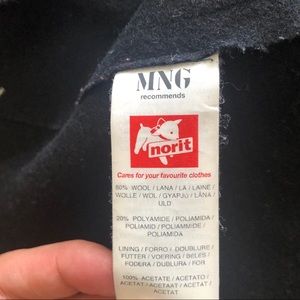 MNG
recommends
norit
Cares for your favourite clothes
80% WOOL / LANA / LÃ / LAINE /
WOLLE / WOL / GYAPJÚ / LÂNA /
ULD
20% POLYAMIDE / POLIAMIDA /
POLIAMID / POLIAMMIDE /
POLIAMIDA
LINING / FORRO / DOUBLURE /
FUTTER / VOERING / BÉLÉS /
FODERA / DUBLURA / FOR
100% ACETATE / ACETATO /
ACETAT / ACETAAT / ACETÁT /
ACETAT